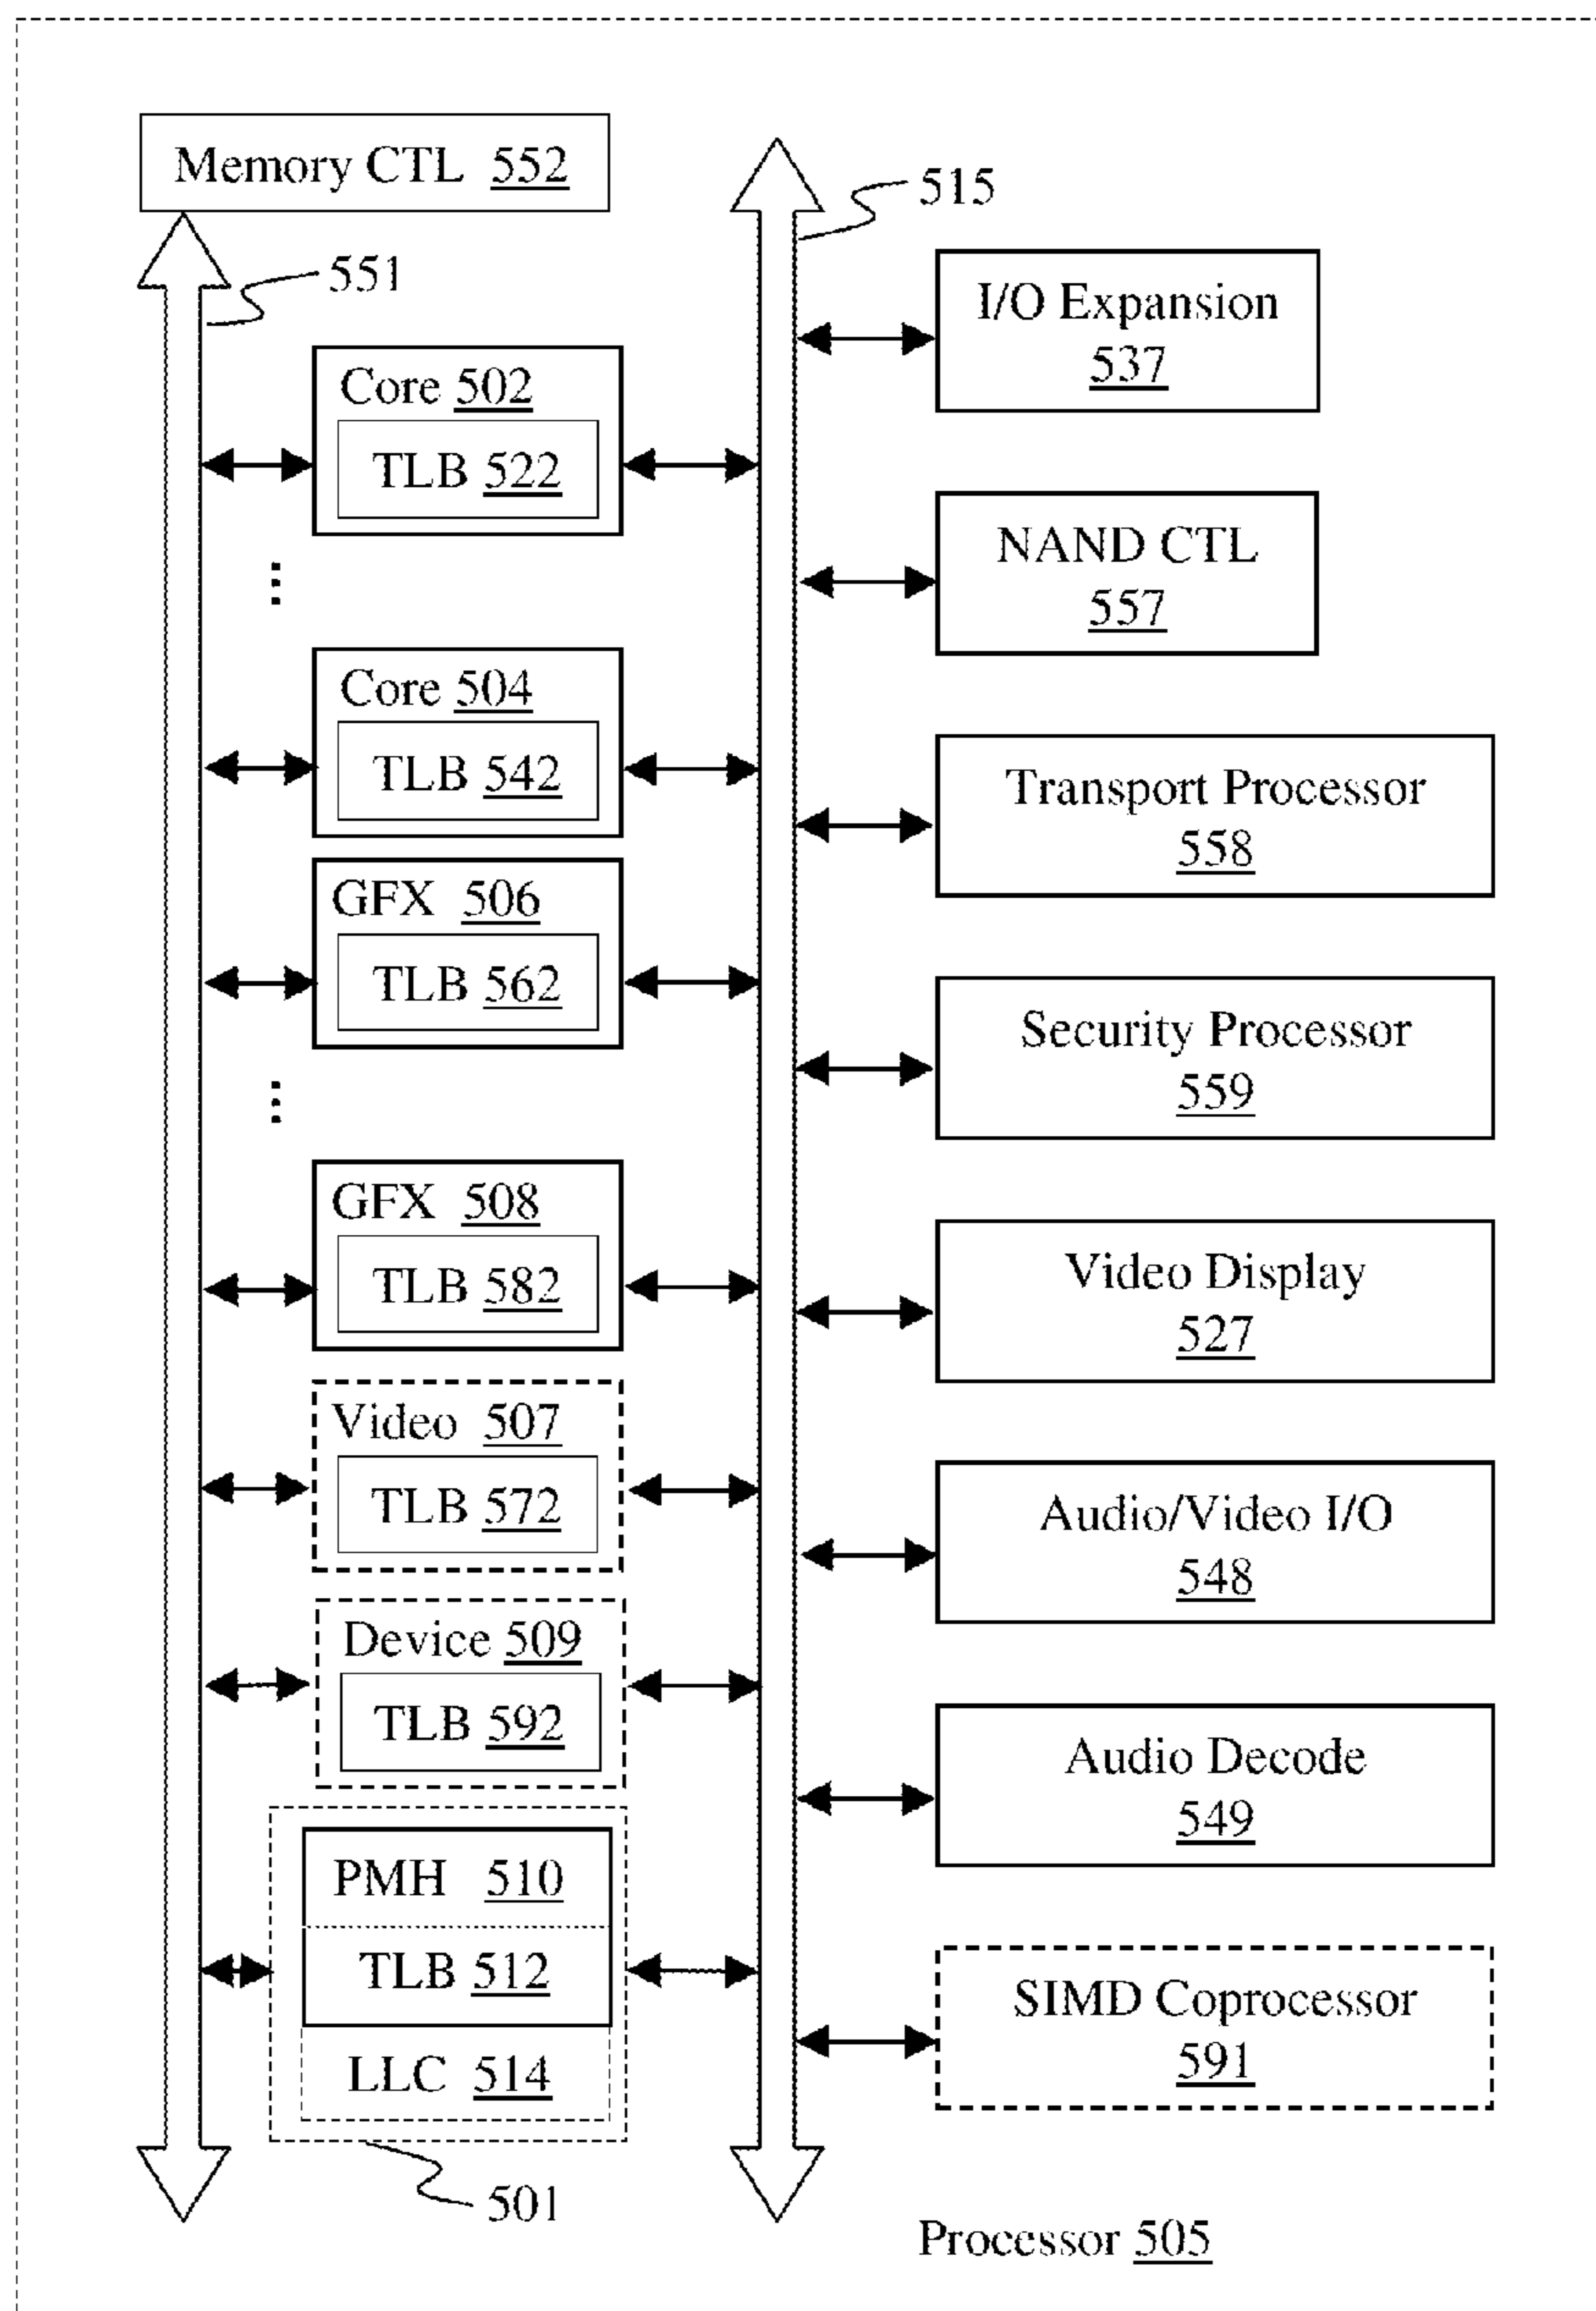 Memory CTL 552
551
Core 502
TLB 522
Core 504
TLB 542
GFX 506
TLB 562
GFX 508
TLB 582
Video 507
TLB 572
Device 509
TLB 592
PMH 510
TLB 512
LLC 514
501
515
I/O Expansion
537
NAND CTL
557
Transport Processor
558
Security Processor
559
Video Display
527
Audio/Video I/O
548
Audio Decode
549
SIMD Coprocessor
591
Processor 505